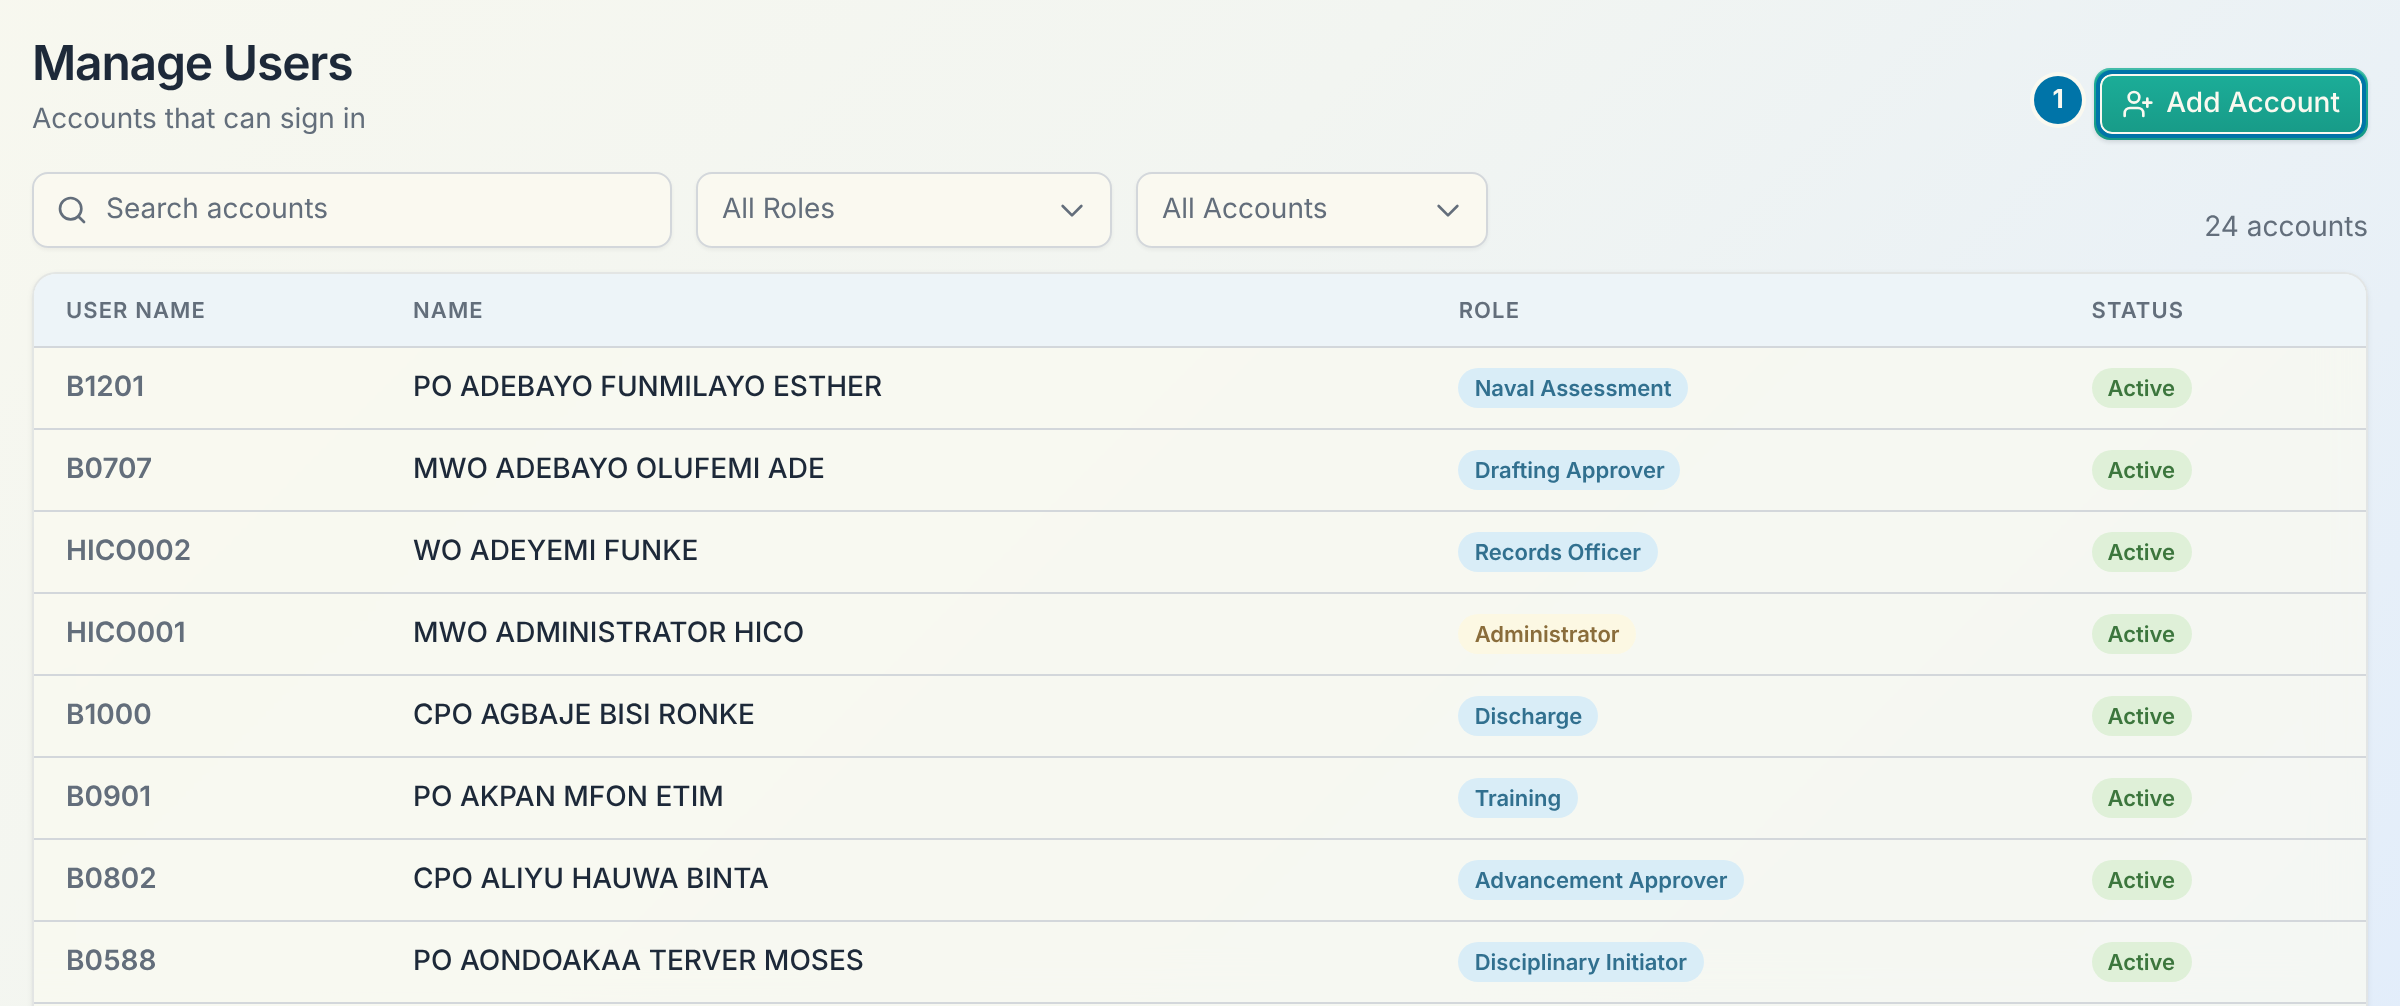 Manage Users
Accounts that can sign in
1
Add Account
Search accounts
All Roles
All Accounts
24 accounts
USER NAME NAME ROLE STATUS
B1201 PO ADEBAYO FUNMILAYO ESTHER Naval Assessment Active
B0707 MWO ADEBAYO OLUFEMI ADE Drafting Approver Active
HICO002 WO ADEYEMI FUNKE Records Officer Active
HICO001 MWO ADMINISTRATOR HICO Administrator Active
B1000 CPO AGBAJE BISI RONKE Discharge Active
B0901 PO AKPAN MFON ETIM Training Active
B0802 CPO ALIYU HAUWA BINTA Advancement Approver Active
B0588 PO AONDOAKAA TERVER MOSES Disciplinary Initiator Active